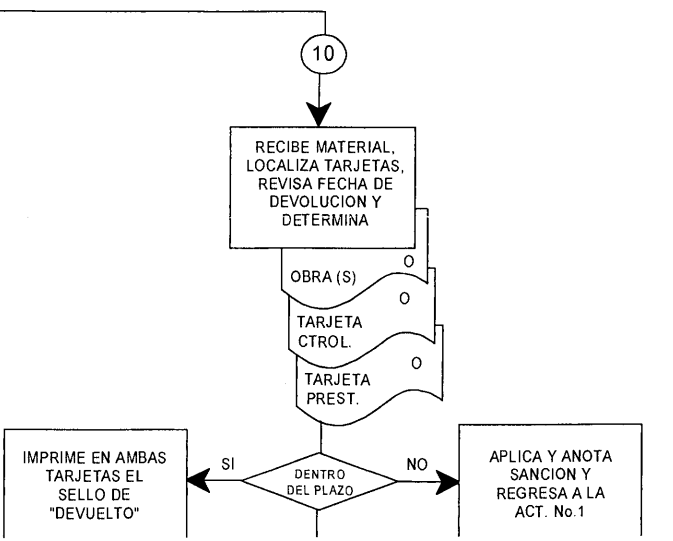 10
RECIBE MATERIAL,
LOCALIZA TARJETAS,
REVISA FECHA DE
DEVOLUCION Y
DETERMINA
O
OBRA (S)
O
TARJETA
CTROL.
O
TARJETA
PREST.
IMPRIME EN AMBAS
TARJETAS EL
SELLO DE
"DEVUELTO"
SI
DENTRO
DEL PLAZO
NO
APLICA Y ANOTA
SANCION Y
REGRESA A LA
ACT. No.1